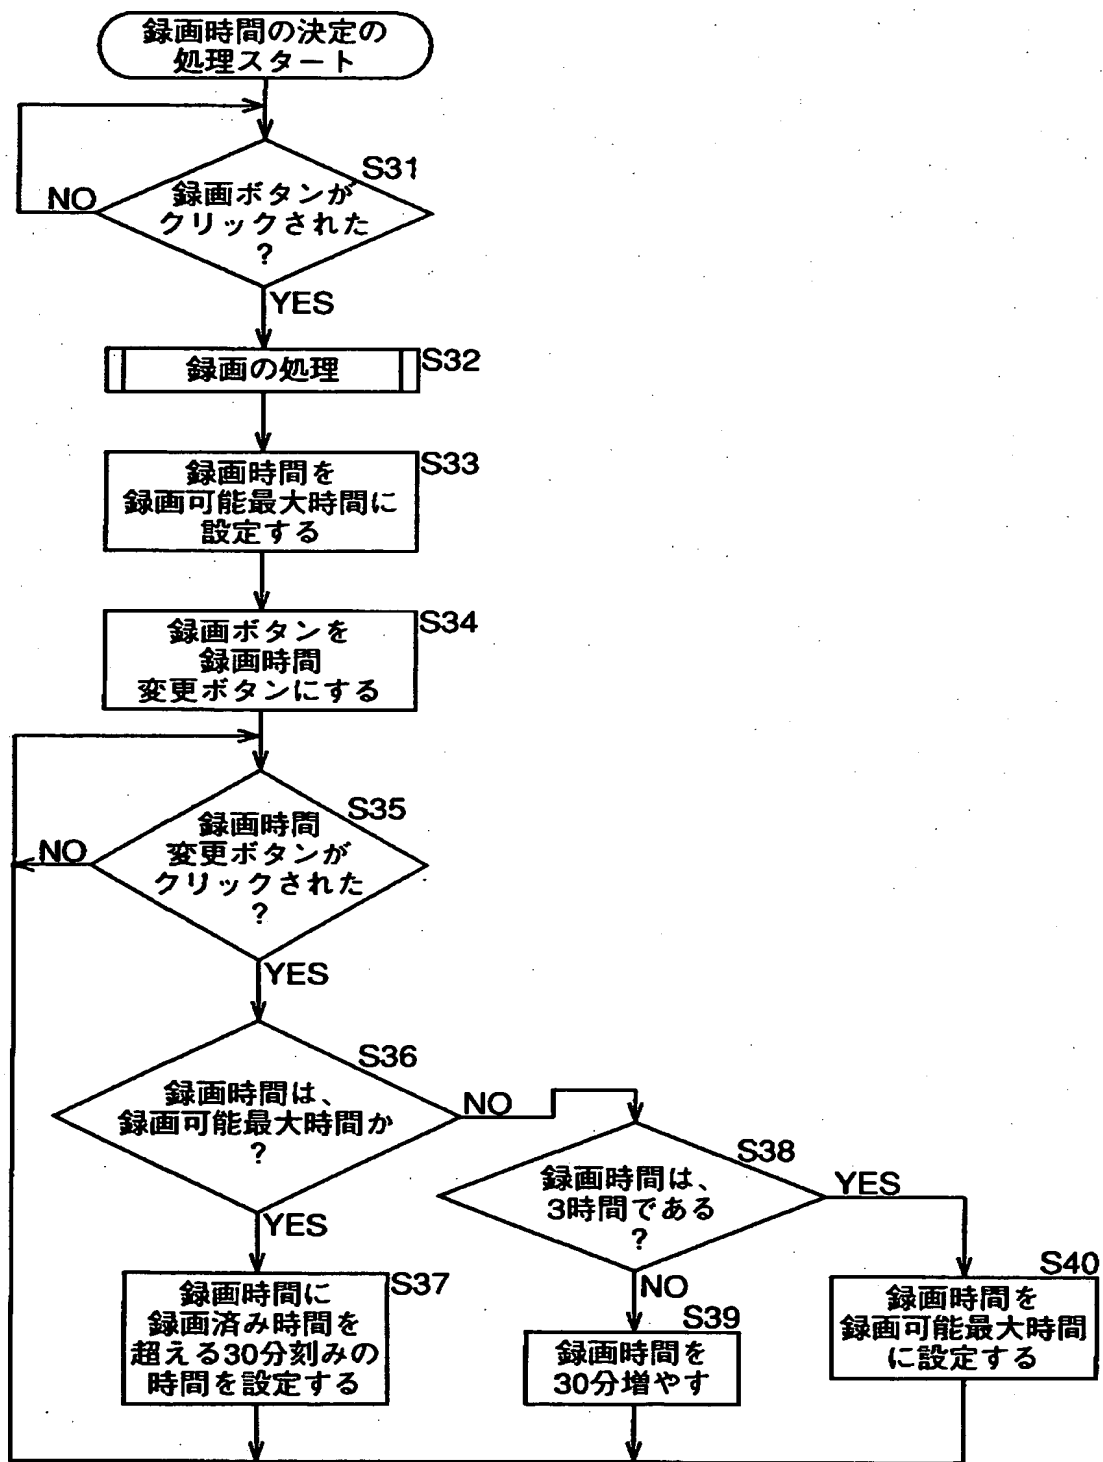 録画時間の決定の
処理スタート
S31
録画ボタンが
クリックされた
?
NO
YES
録画の処理
S32
録画時間を
録画可能最大時間に
設定する
S33
録画ボタンを
録画時間
変更ボタンにする
S34
S35
録画時間
変更ボタンが
クリックされた
?
NO
YES
S36
録画時間は、
録画可能最大時間か
?
NO
YES
S38
録画時間は、
3時間である
?
YES
NO
S37
録画時間に
録画済み時間を
超える30分刻みの
時間を設定する
S39
録画時間を
30分増やす
S40
録画時間を
録画可能最大時間
に設定する